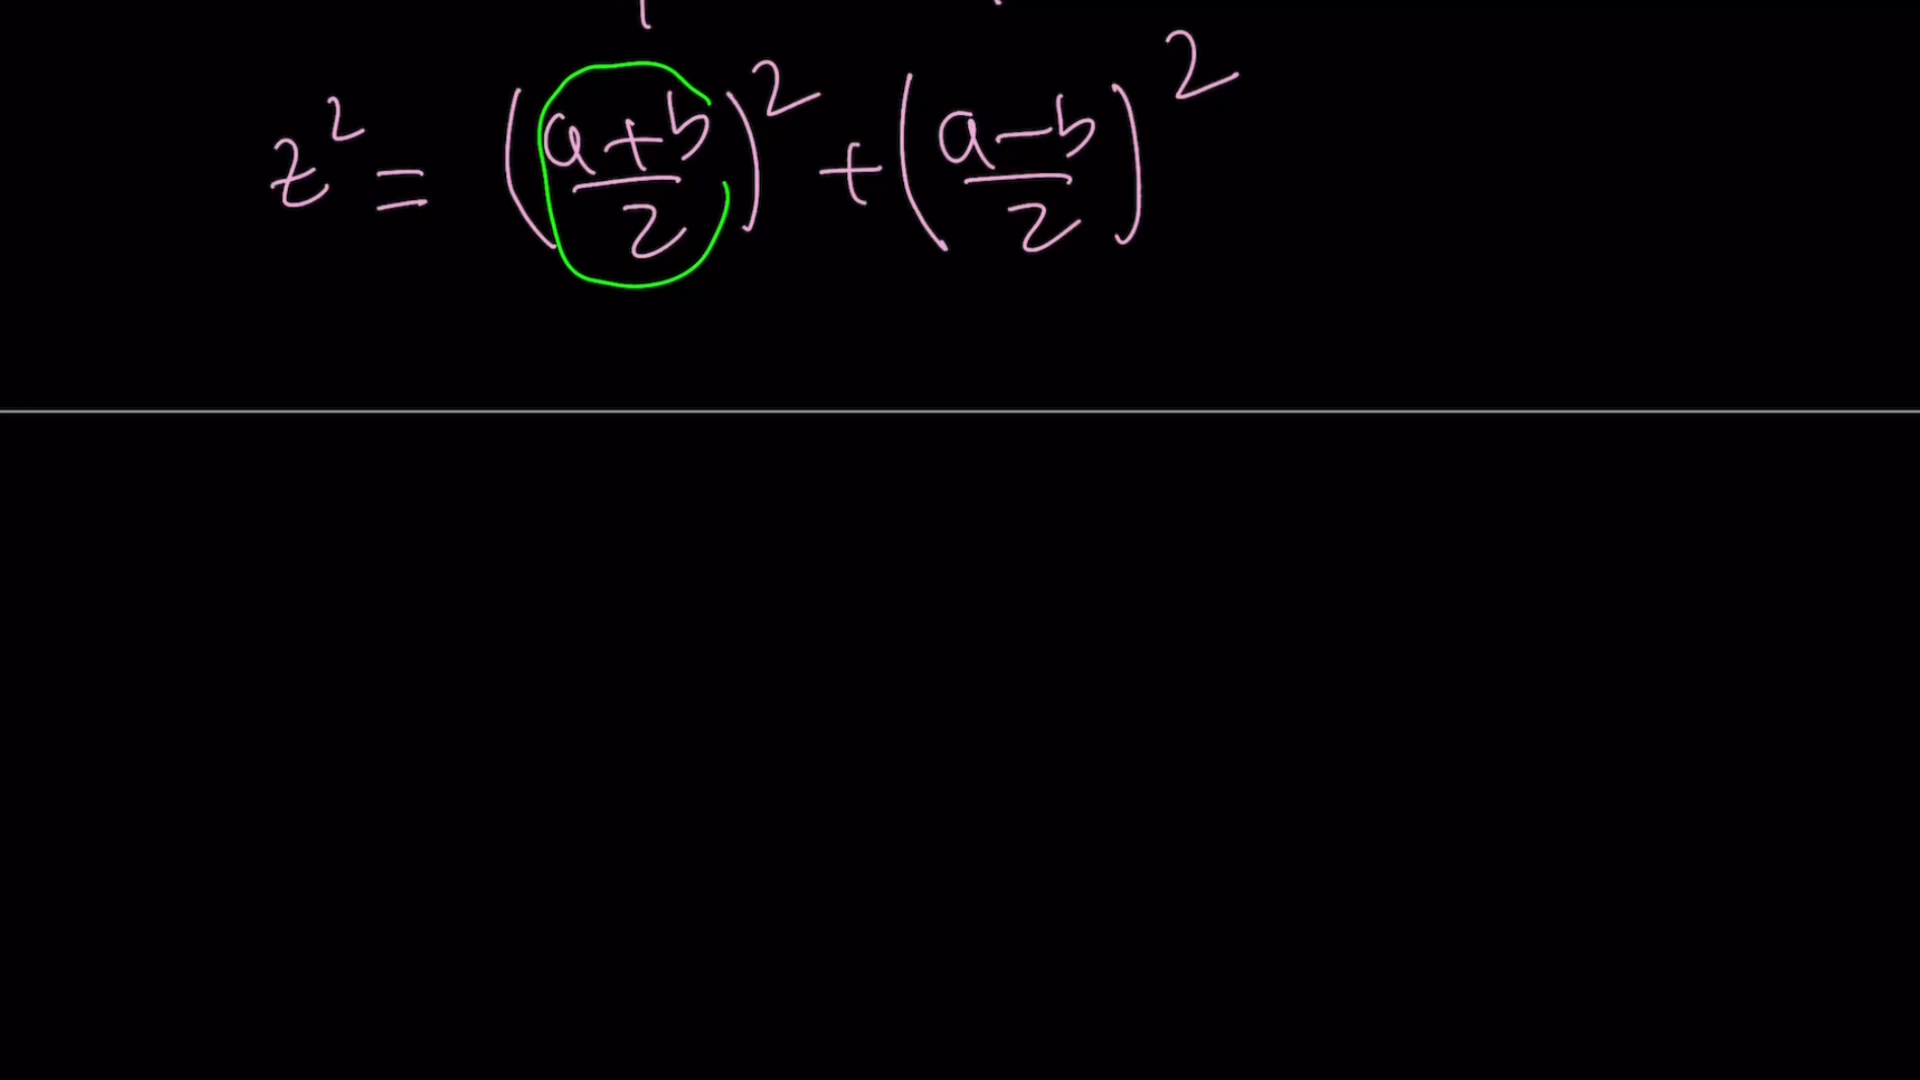 z² = ((a+b)/2)² + ((a−b)/2)²